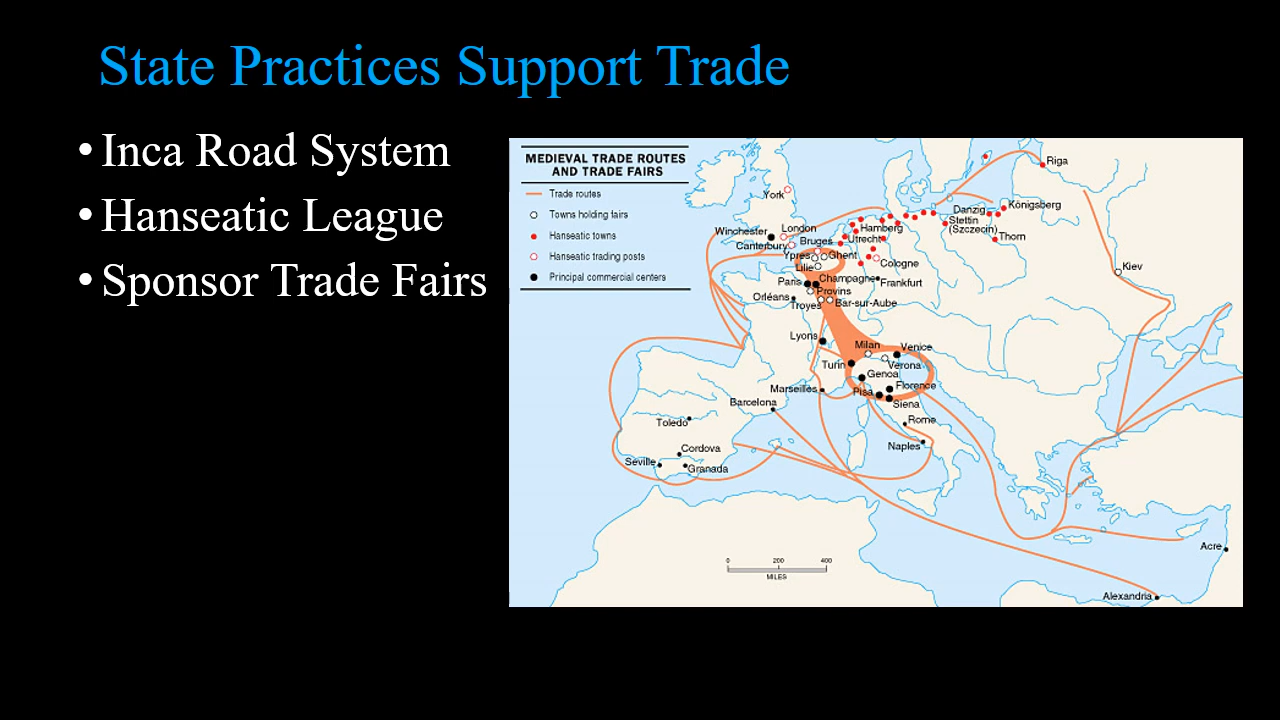 State Practices Support Trade
•Inca Road System
•Hanseatic League
•Sponsor Trade Fairs
MEDIEVAL TRADE ROUTES
AND TRADE FAIRS
Trade routes
Towns holding fairs
Hanseatic towns
Hanseatic trading posts
Principal commercial centers
Riga
York
Königsberg
Danzig
Stettin
(Szczecin)
Thorn
Winchester
London
Hamberg
Canterbury
Bruges
Utrecht
Ypres
Ghent
Lille
Cologne
Kiev
Paris
Champagne
Frankfurt
Provins
Orléans
Troyes
Bar-sur-Aube
Lyons
Milan
Venice
Turin
Verona
Genoa
Marseilles
Pisa
Florence
Siena
Barcelona
Toledo
Rome
Naples
Cordova
Seville
Granada
0 200 400
MILES
Acre
Alexandria